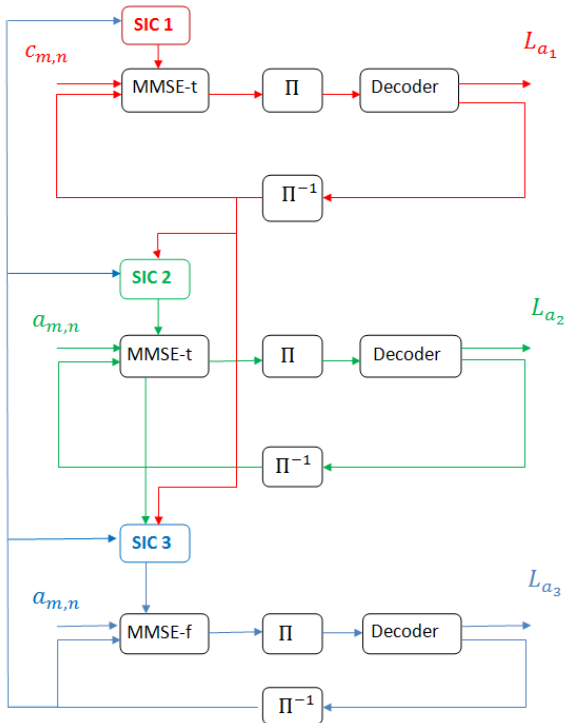 SIC 1
c_{m,n}
L_{a_1}
MMSE-t
Π
Decoder
Π^{-1}
SIC 2
a_{m,n}
L_{a_2}
MMSE-t
Π
Decoder
Π^{-1}
SIC 3
a_{m,n}
L_{a_3}
MMSE-f
Π
Decoder
Π^{-1}